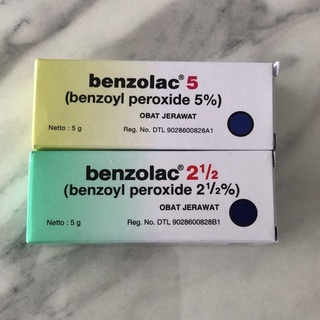 benzolac® 5
(benzoyl peroxide 5%)
OBAT JERAWAT
Netto : 5 g Reg. No. DTL 9028600828A1
benzolac® 2½
(benzoyl peroxide 2½%)
OBAT JERAWAT
Netto : 5 g Reg. No. DTL 9028600828B1